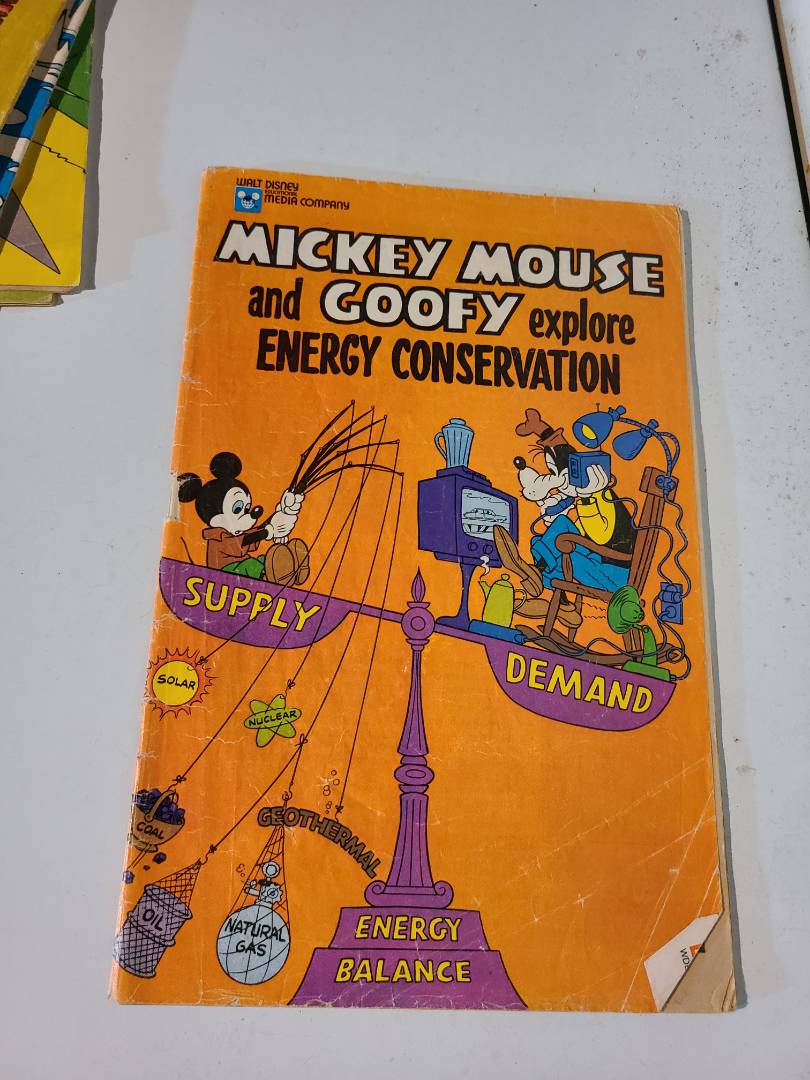 WALT DISNEY
EDUCATIONAL
MEDIA COMPANY
MICKEY MOUSE
and GOOFY explore
ENERGY CONSERVATION
SUPPLY
DEMAND
SOLAR
NUCLEAR
COAL
GEOTHERMAL
OIL
NATURAL
GAS
ENERGY
BALANCE